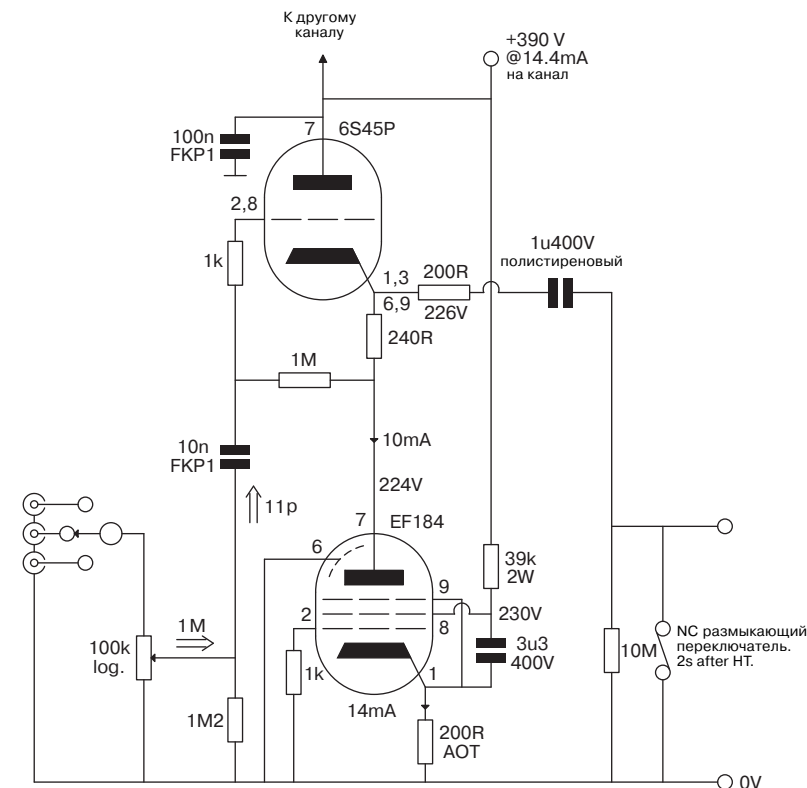 К другому
каналу
+390 V
@14.4mA
на канал
100n
FKP1
7
6S45P
2,8
1k
1,3
6,9
200R
226V
1u400V
полистиреновый
240R
1M
10mA
10n
FKP1
11p
224V
7
EF184
6
9
39k
2W
2
8
230V
1M
100k
log.
1k
1
3u3
400V
10M
NC размыкающий
переключатель.
2s after HT.
14mA
1M2
200R
AOT
0V